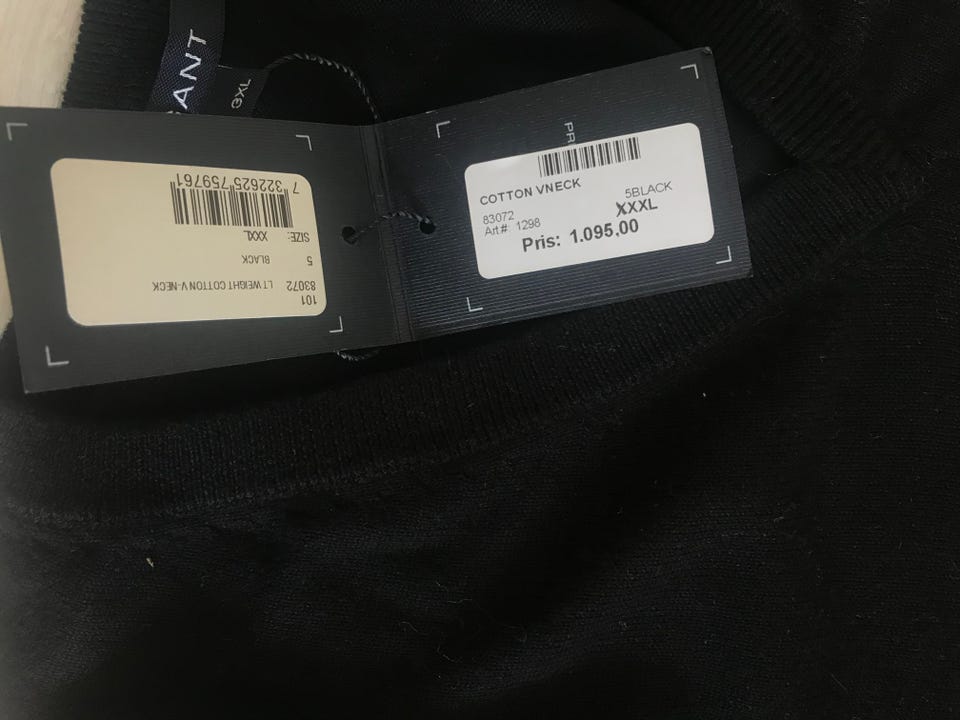 GANT
3XL
101
83072 LT WEIGHT COTTON V-NECK
5 BLACK
SIZE: XXXL
7 322625 759761
PR
COTTON VNECK
83072 5BLACK
Art#: 1298 XXXL
Pris: 1.095,00